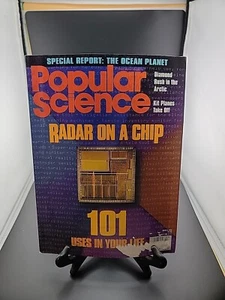 SPECIAL REPORT: THE OCEAN PLANET
Popular
Science
Diamond
Rush in the
Arctic
Kit Planes
Take Off
RADAR ON A CHIP
101
USES IN YOUR LIFE